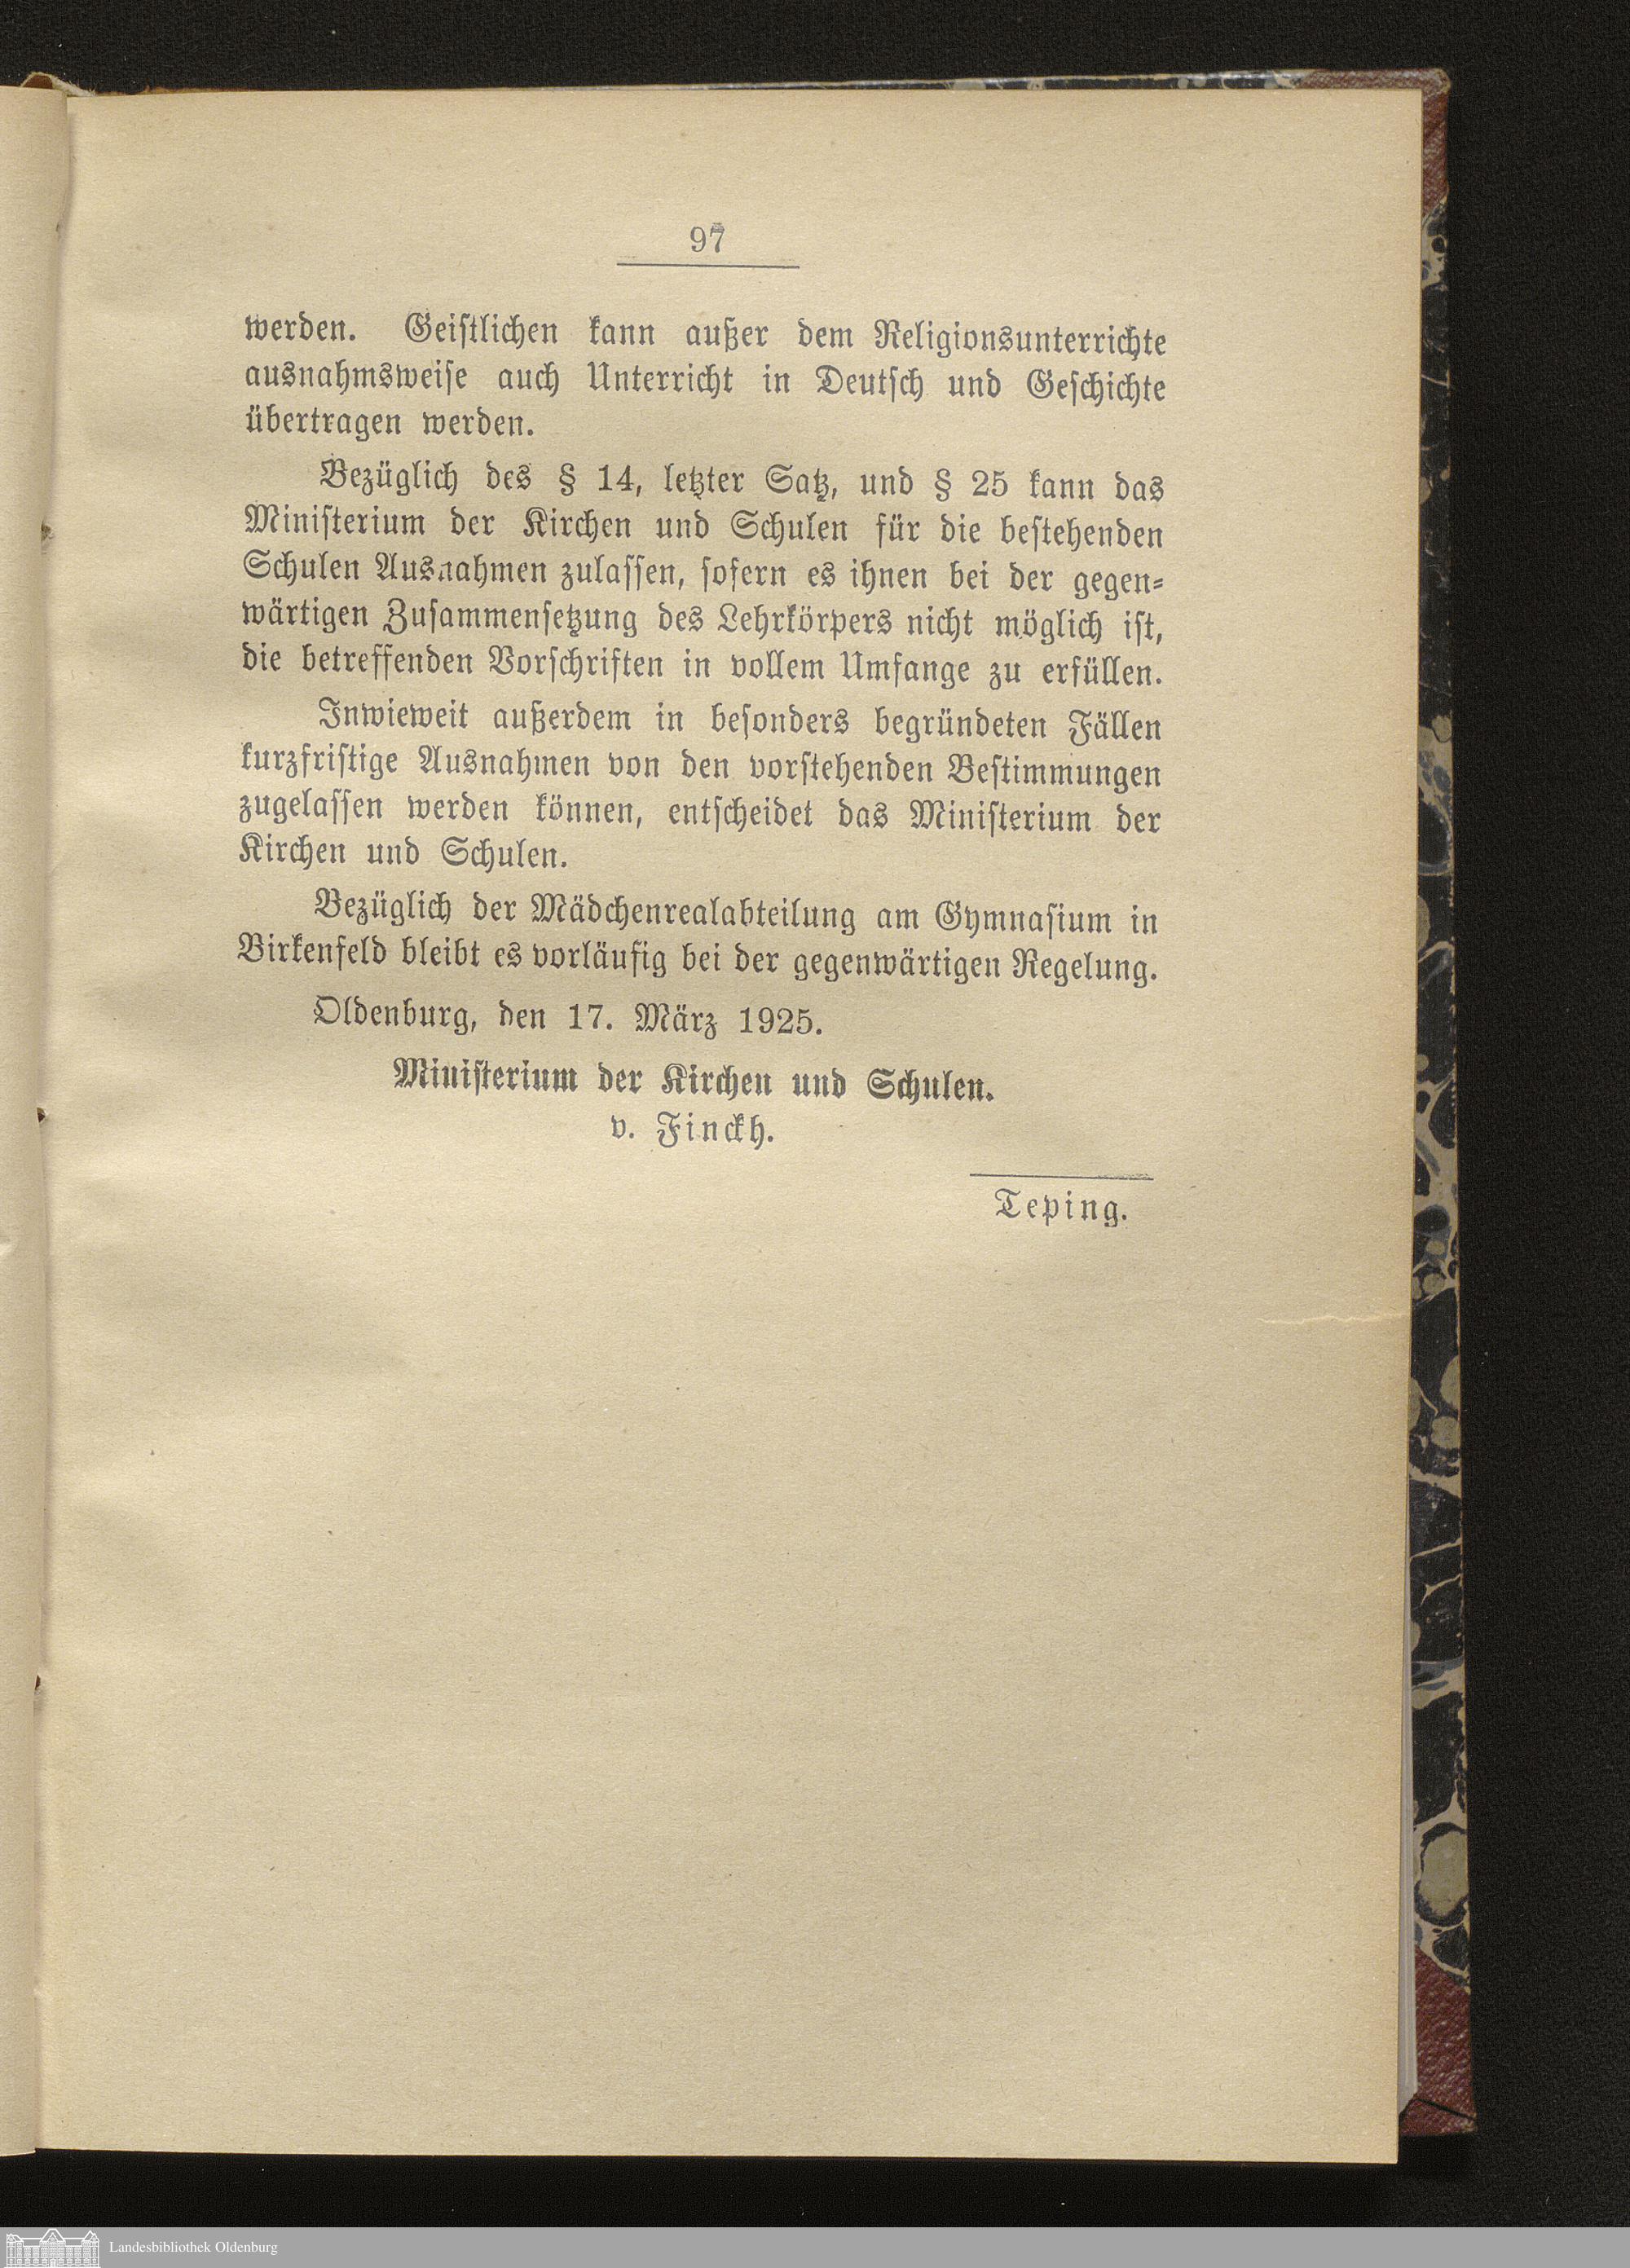 97
werden. Geistlichen kann außer dem Religionsunterrichte
ausnahmsweise auch Unterricht in Deutsch und Geschichte
übertragen werden.
Bezüglich des § 14, letzter Satz, und § 25 kann das
Ministerium der Kirchen und Schulen für die bestehenden
Schulen Ausnahmen zulassen, sofern es ihnen bei der gegen-
wärtigen Zusammensetzung des Lehrkörpers nicht möglich ist,
die betreffenden Vorschriften in vollem Umfange zu erfüllen.
Inwieweit außerdem in besonders begründeten Fällen
kurzfristige Ausnahmen von den vorstehenden Bestimmungen
zugelassen werden können, entscheidet das Ministerium der
Kirchen und Schulen.
Bezüglich der Mädchenrealabteilung am Gymnasium in
Birkenfeld bleibt es vorläufig bei der gegenwärtigen Regelung.
Oldenburg, den 17. März 1925.
Ministerium der Kirchen und Schulen.
v. Finckh.
Teping.
Landesbibliothek Oldenburg